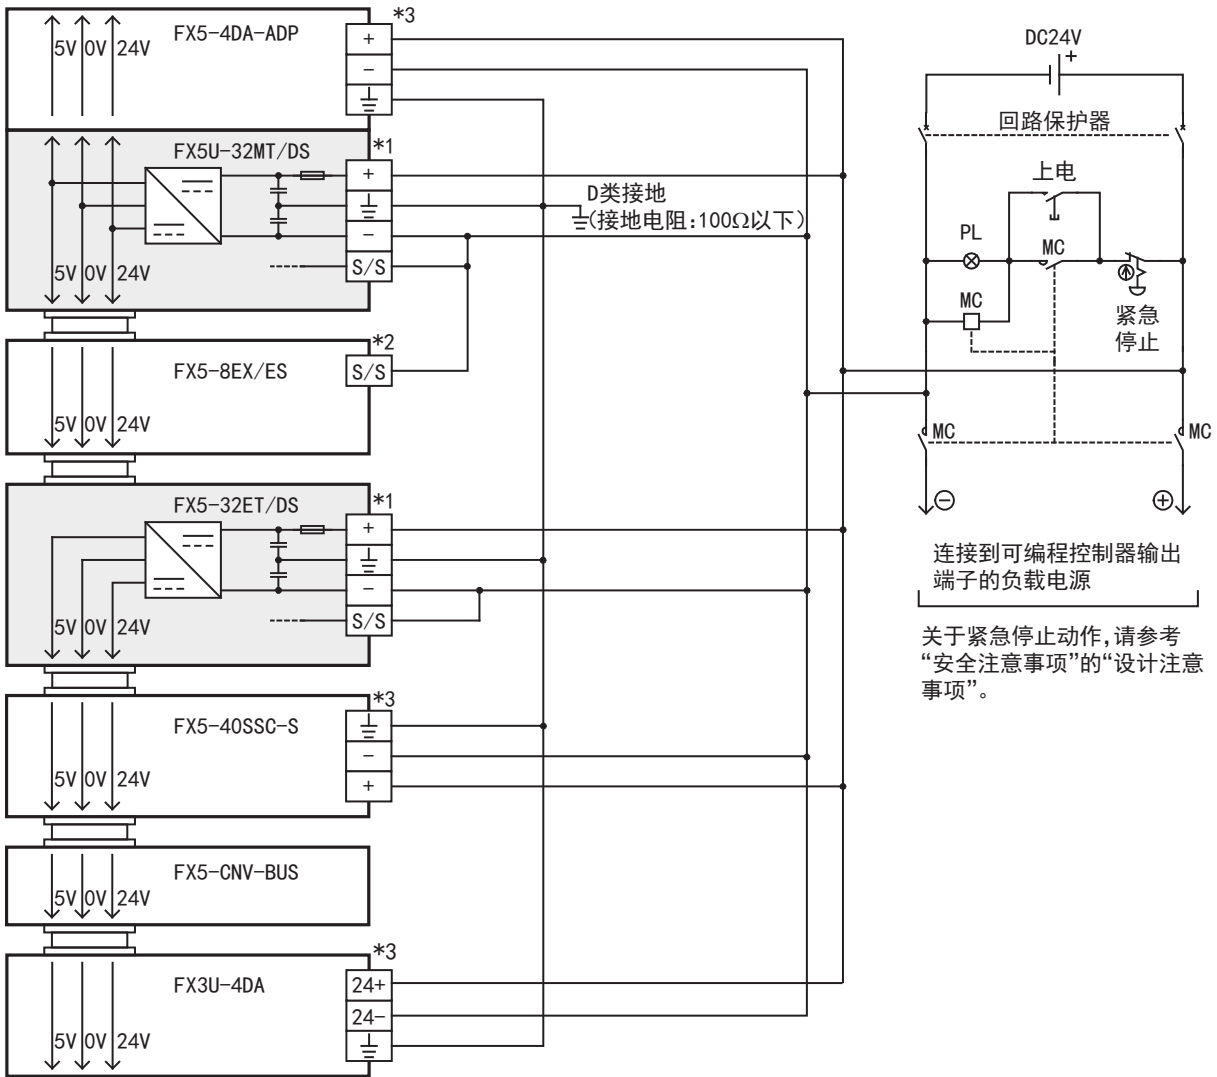 FX5-4DA-ADP
*3
5V 0V 24V
+
−
FX5U-32MT/DS
*1
+
−
S/S
5V 0V 24V
D类接地
(接地电阻:100Ω以下)
FX5-8EX/ES
*2
S/S
5V 0V 24V
FX5-32ET/DS
*1
+
−
S/S
5V 0V 24V
FX5-40SSC-S
*3
−
+
5V 0V 24V
FX5-CNV-BUS
5V 0V 24V
FX3U-4DA
*3
24+
24−
5V 0V 24V
DC24V
+
回路保护器
上电
PL
MC
MC
紧急
停止
MC
MC
⊖
⊕
连接到可编程控制器输出
端子的负载电源
关于紧急停止动作,请参考
“安全注意事项”的“设计注意
事项”。